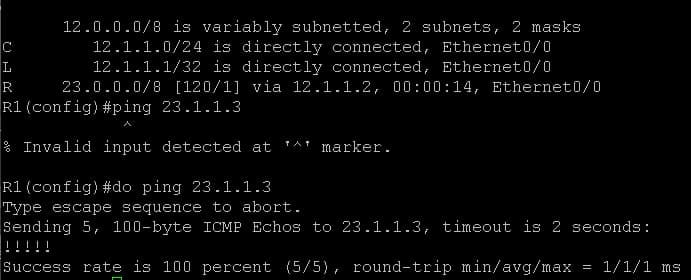 12.0.0.0/8 is variably subnetted, 2 subnets, 2 masks
C 12.1.1.0/24 is directly connected, Ethernet0/0
L 12.1.1.1/32 is directly connected, Ethernet0/0
R 23.0.0.0/8 [120/1] via 12.1.1.2, 00:00:14, Ethernet0/0
R1(config)#ping 23.1.1.3
^
% Invalid input detected at '^' marker.
R1(config)#do ping 23.1.1.3
Type escape sequence to abort.
Sending 5, 100-byte ICMP Echos to 23.1.1.3, timeout is 2 seconds:
!!!!!
Success rate is 100 percent (5/5), round-trip min/avg/max = 1/1/1 ms